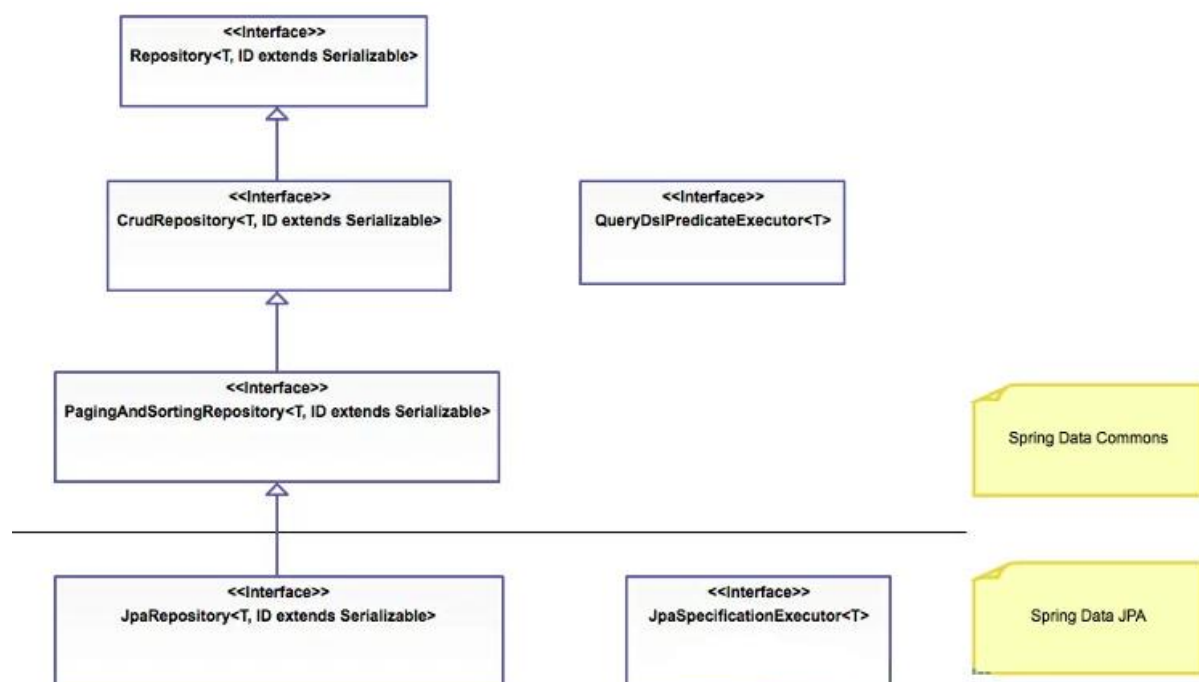 <<Interface>>
Repository<T, ID extends Serializable>
<<Interface>>
CrudRepository<T, ID extends Serializable>
<<Interface>>
QueryDslPredicateExecutor<T>
<<Interface>>
PagingAndSortingRepository<T, ID extends Serializable>
Spring Data Commons
<<Interface>>
JpaRepository<T, ID extends Serializable>
<<Interface>>
JpaSpecificationExecutor<T>
Spring Data JPA